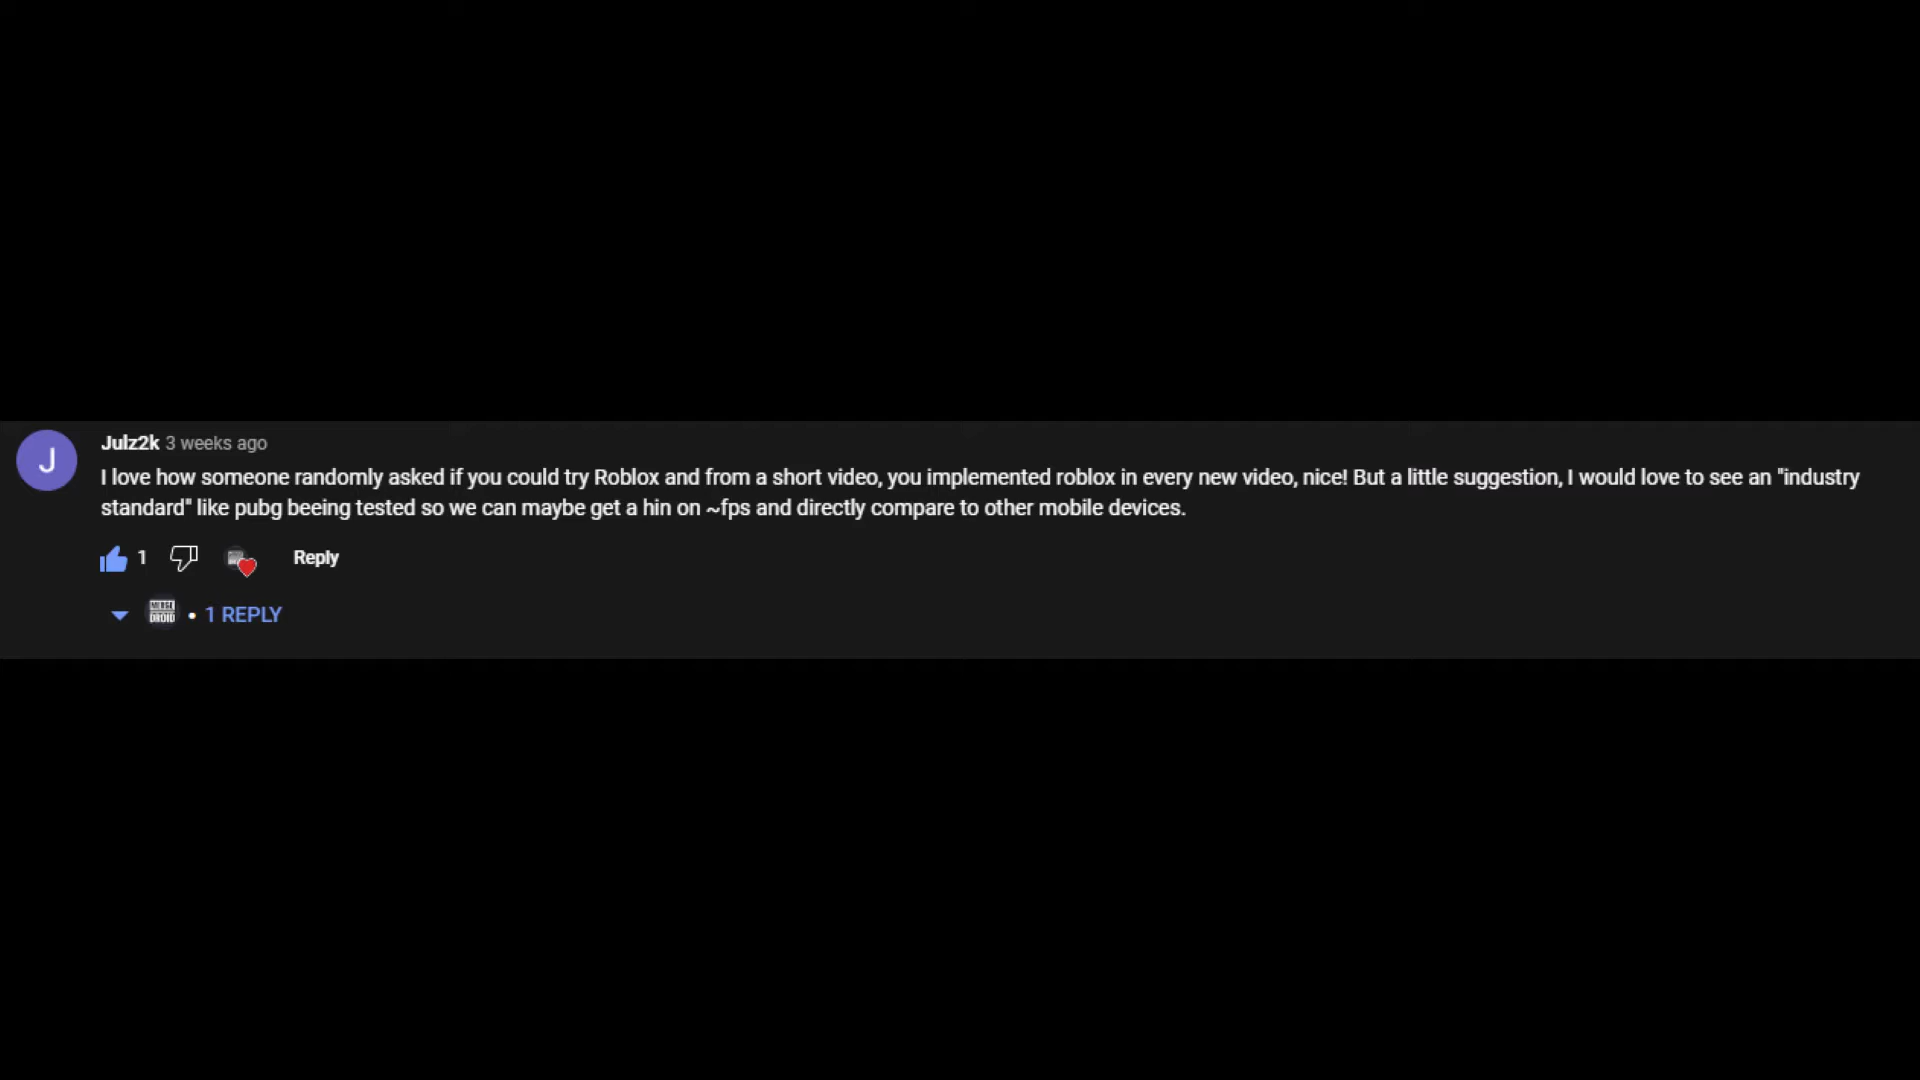 J
Julz2k 3 weeks ago
I love how someone randomly asked if you could try Roblox and from a short video, you implemented roblox in every new video, nice! But a little suggestion, I would love to see an "industry
standard" like pubg beeing tested so we can maybe get a hin on ~fps and directly compare to other mobile devices.
1 Reply
MERGE
DROID
• 1 REPLY